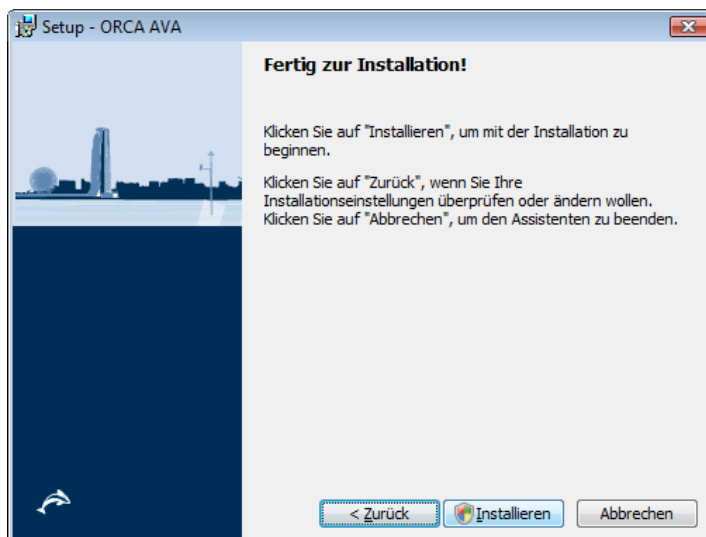 Setup - ORCA AVA
Fertig zur Installation!
Klicken Sie auf "Installieren", um mit der Installation zu
beginnen.
Klicken Sie auf "Zurück", wenn Sie Ihre
Installationseinstellungen überprüfen oder ändern wollen.
Klicken Sie auf "Abbrechen", um den Assistenten zu beenden.
< Zurück
Installieren
Abbrechen